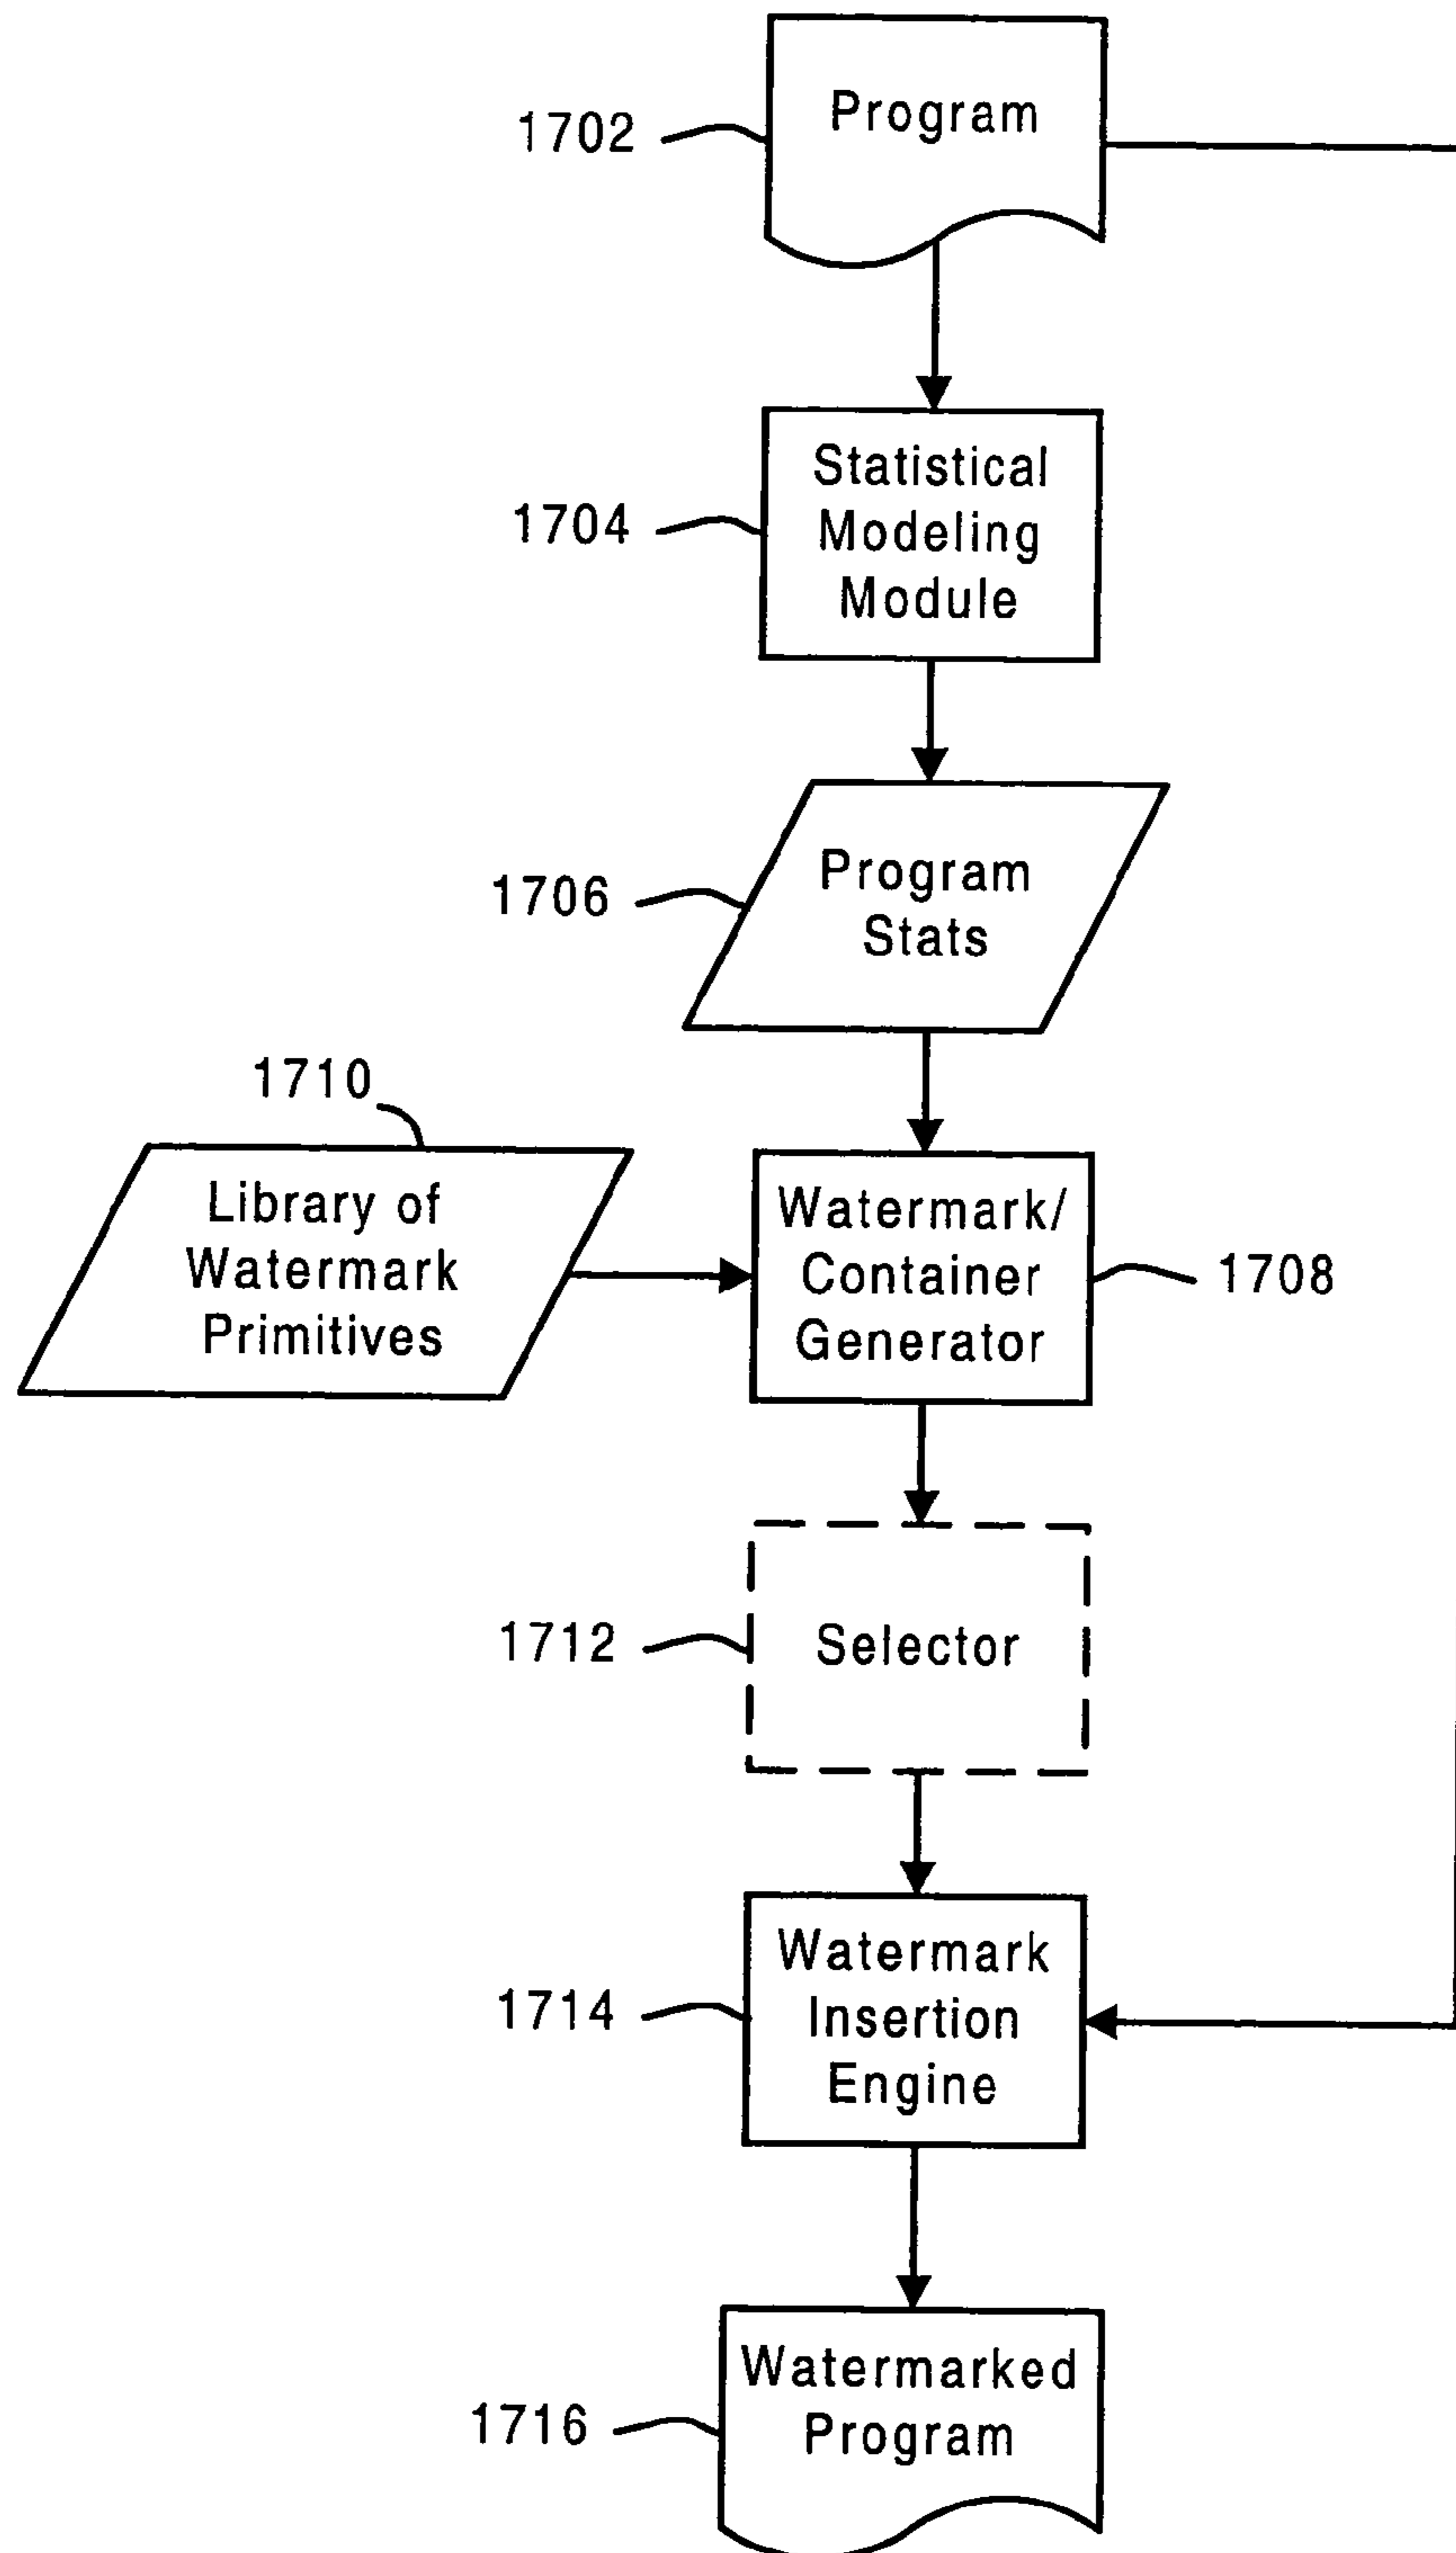 Program
1702
Statistical
Modeling
Module
1704
Program
Stats
1706
1710
Library of
Watermark
Primitives
Watermark/
Container
Generator
1708
Selector
1712
Watermark
Insertion
Engine
1714
Watermarked
Program
1716